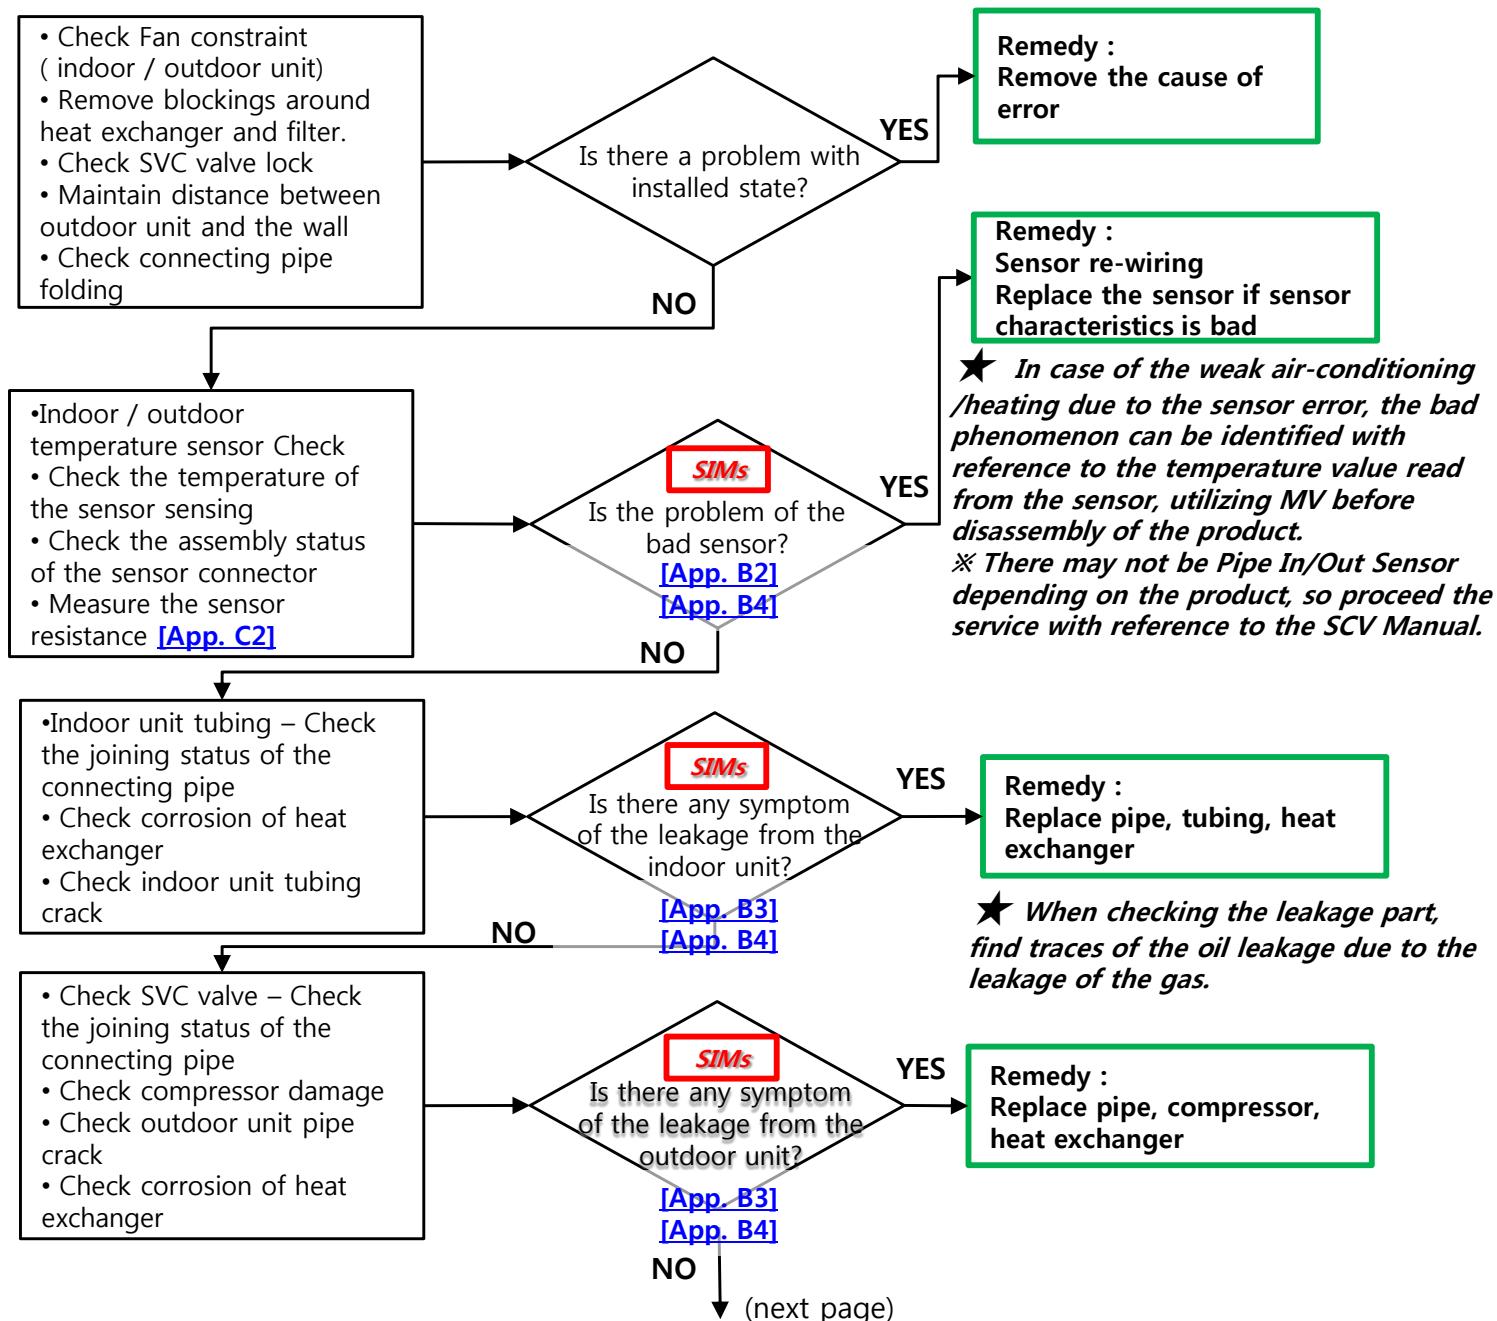 • Check Fan constraint
( indoor / outdoor unit)
• Remove blockings around
heat exchanger and filter.
• Check SVC valve lock
• Maintain distance between
outdoor unit and the wall
• Check connecting pipe
folding
Is there a problem with
installed state?
YES
Remedy :
Remove the cause of
error
NO
•Indoor / outdoor
temperature sensor Check
• Check the temperature of
the sensor sensing
• Check the assembly status
of the sensor connector
• Measure the sensor
resistance [App. C2]
SIMs
Is the problem of the
bad sensor?
[App. B2]
[App. B4]
YES
Remedy :
Sensor re-wiring
Replace the sensor if sensor
characteristics is bad
★ In case of the weak air-conditioning
/heating due to the sensor error, the bad
phenomenon can be identified with
reference to the temperature value read
from the sensor, utilizing MV before
disassembly of the product.
※ There may not be Pipe In/Out Sensor
depending on the product, so proceed the
service with reference to the SCV Manual.
NO
•Indoor unit tubing – Check
the joining status of the
connecting pipe
• Check corrosion of heat
exchanger
• Check indoor unit tubing
crack
SIMs
Is there any symptom
of the leakage from the
indoor unit?
[App. B3]
[App. B4]
YES
Remedy :
Replace pipe, tubing, heat
exchanger
★ When checking the leakage part,
find traces of the oil leakage due to the
leakage of the gas.
NO
• Check SVC valve – Check
the joining status of the
connecting pipe
• Check compressor damage
• Check outdoor unit pipe
crack
• Check corrosion of heat
exchanger
SIMs
Is there any symptom
of the leakage from the
outdoor unit?
[App. B3]
[App. B4]
YES
Remedy :
Replace pipe, compressor,
heat exchanger
NO
(next page)